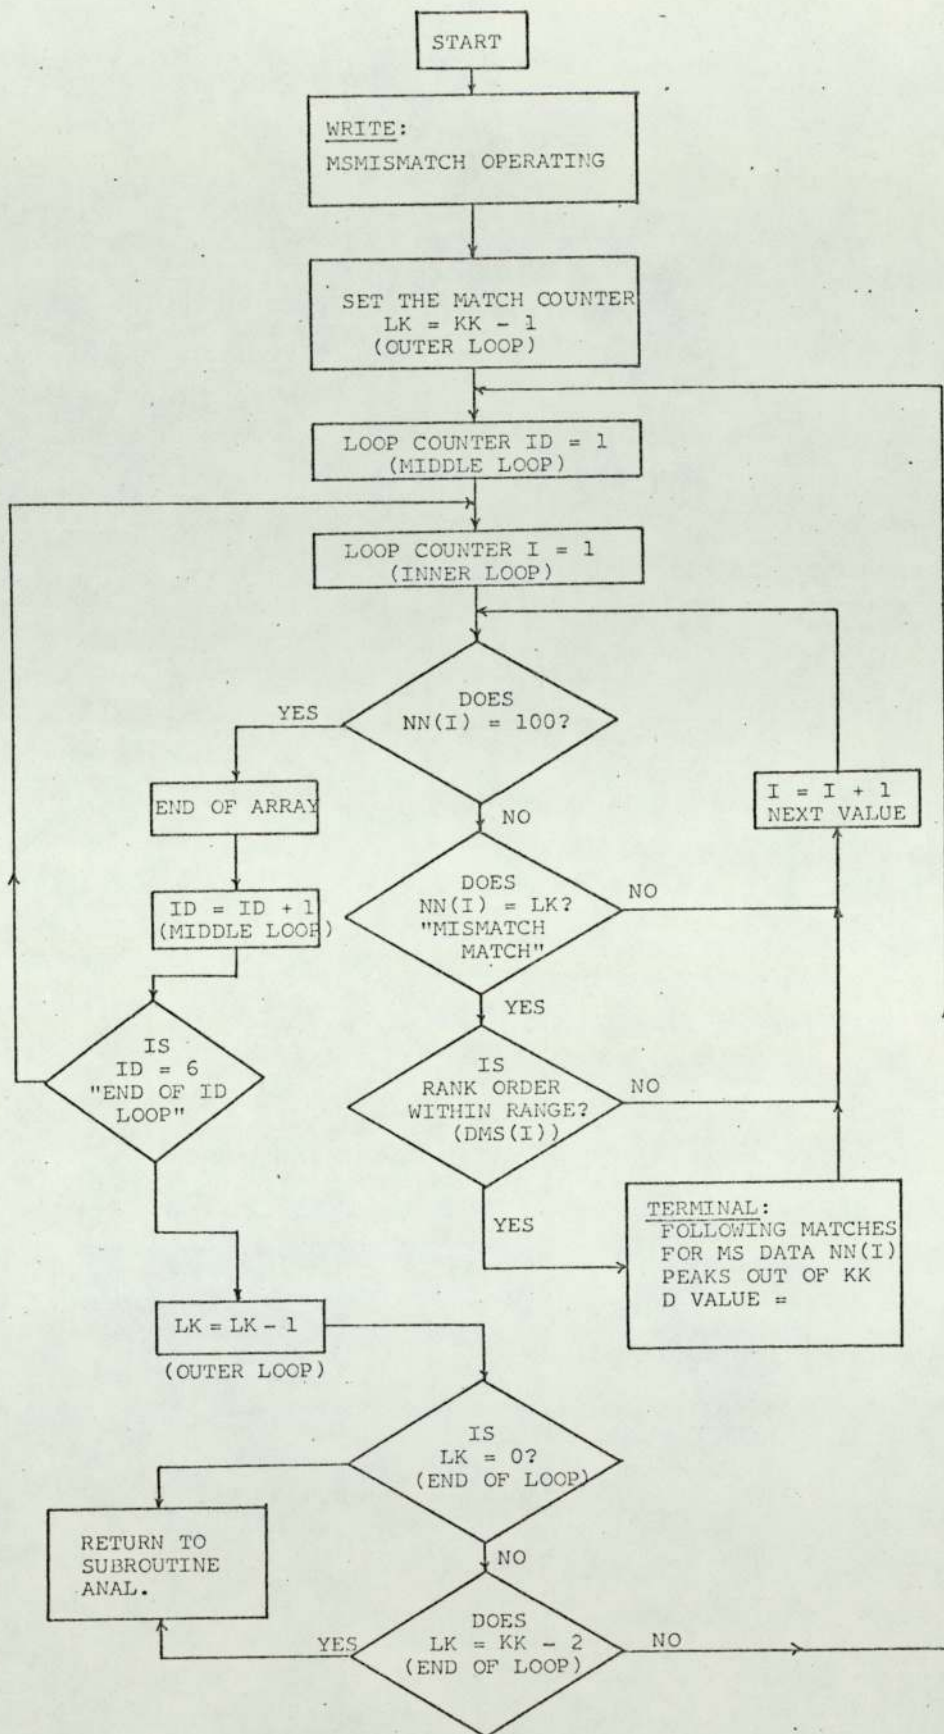 START
WRITE:
MSMISMATCH OPERATING
SET THE MATCH COUNTER
LK = KK - 1
(OUTER LOOP)
LOOP COUNTER ID = 1
(MIDDLE LOOP)
LOOP COUNTER I = 1
(INNER LOOP)
DOES
NN(I) = 100?
YES
NO
END OF ARRAY
I = I + 1
NEXT VALUE
ID = ID + 1
(MIDDLE LOOP)
DOES
NN(I) = LK?
"MISMATCH
MATCH"
NO
YES
IS
ID = 6
"END OF ID
LOOP"
IS
RANK ORDER
WITHIN RANGE?
(DMS(I))
NO
YES
TERMINAL:
FOLLOWING MATCHES
FOR MS DATA NN(I)
PEAKS OUT OF KK
D VALUE =
LK = LK - 1
(OUTER LOOP)
IS
LK = 0?
(END OF LOOP)
NO
RETURN TO
SUBROUTINE
ANAL.
DOES
LK = KK - 2
(END OF LOOP)
YES
NO